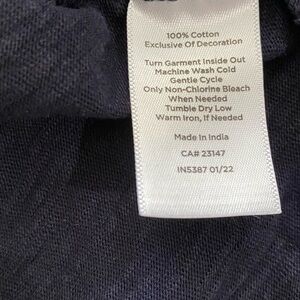 100% Cotton
Exclusive Of Decoration
Turn Garment Inside Out
Machine Wash Cold
Gentle Cycle
Only Non-Chlorine Bleach
When Needed
Tumble Dry Low
Warm Iron, If Needed
Made In India
CA# 23147
IN5387 01/22